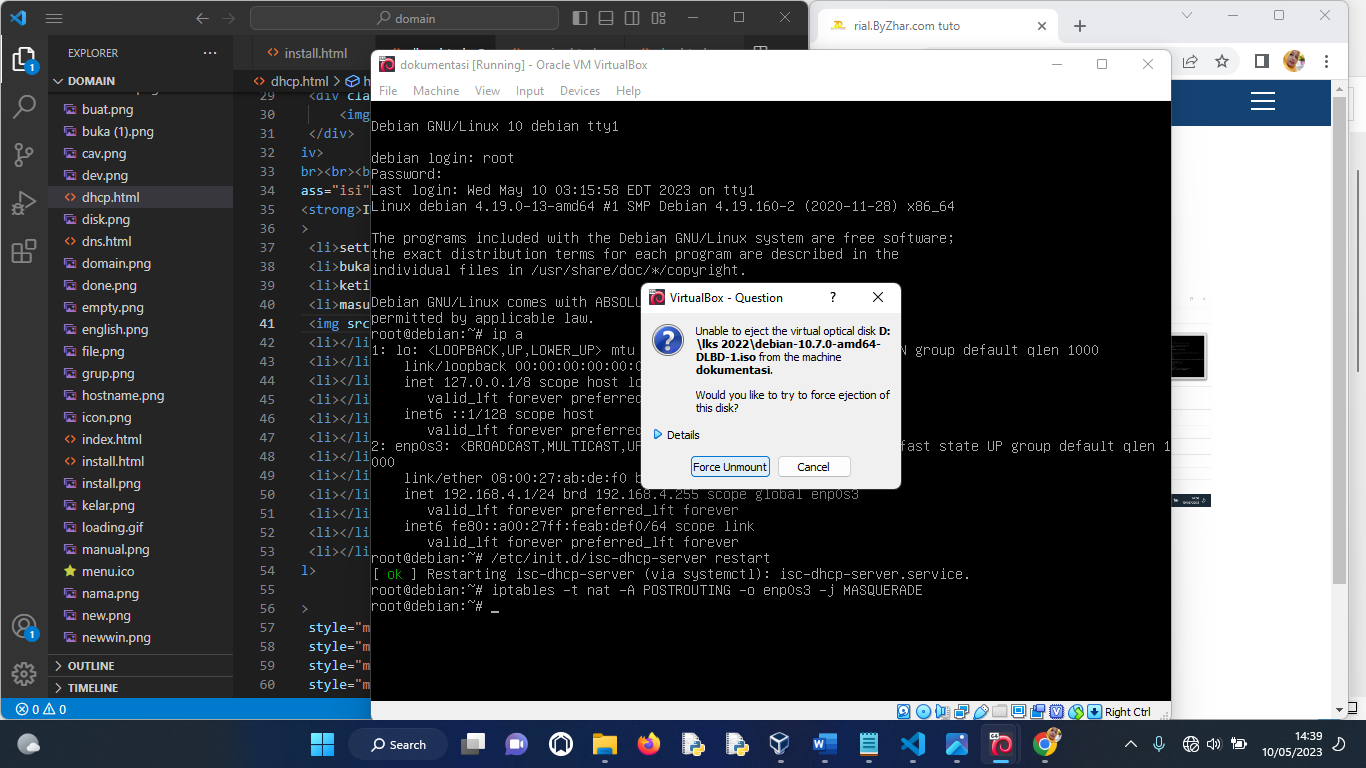 domain
rial.ByZhar.com tuto
EXPLORER
DOMAIN
buat.png
buka (1).png
cav.png
dev.png
dhcp.html
disk.png
dns.html
domain.png
done.png
empty.png
english.png
file.png
grup.png
hostname.png
icon.png
index.html
install.html
install.png
kelar.png
loading.gif
manual.png
menu.ico
nama.png
new.png
newwin.png
OUTLINE
TIMELINE
0 0
1
1
install.html
dhcp.html > h
29 <div clas
30 <img
31 </div>
32 iv>
33 br><br><b
34 ass="isi"
35 <strong>I
36 >
37 <li>sett
38 <li>buka
39 <li>keti
40 <li>masu
41 <img src
42 <li></li
43 <li></li
44 <li></li
45 <li></li
46 <li></li
47 <li></li
48 <li></li
49 <li></li
50 <li></li
51 <li></li
52 <li></li
53 <li></li
54 l>
55
56 >
57 style="m
58 style="m
59 style="m
60 style="m
dokumentasi [Running] - Oracle VM VirtualBox
File Machine View Input Devices Help
Debian GNU/Linux 10 debian tty1
debian login: root
Password:
Last login: Wed May 10 03:15:58 EDT 2023 on tty1
Linux debian 4.19.0-13-amd64 #1 SMP Debian 4.19.160-2 (2020-11-28) x86_64
The programs included with the Debian GNU/Linux system are free software;
the exact distribution terms for each program are described in the
individual files in /usr/share/doc/*/copyright.
Debian GNU/Linux comes with ABSOLU
permitted by applicable law.
root@debian:~# ip a
1: lo: <LOOPBACK,UP,LOWER_UP> mtu N group default qlen 1000
link/loopback 00:00:00:00:00:0
inet 127.0.0.1/8 scope host lo
valid_lft forever preferred
inet6 ::1/128 scope host
valid_lft forever preferred
2: enp0s3: <BROADCAST,MULTICAST,UP fast state UP group default qlen 1
000
link/ether 08:00:27:ab:de:f0 b
inet 192.168.4.1/24 brd 192.168.4.255 scope global enp0s3
valid_lft forever preferred_lft forever
inet6 fe80::a00:27ff:feab:def0/64 scope link
valid_lft forever preferred_lft forever
root@debian:~# /etc/init.d/isc-dhcp-server restart
[ ok ] Restarting isc-dhcp-server (via systemctl): isc-dhcp-server.service.
root@debian:~# iptables -t nat -A POSTROUTING -o enp0s3 -j MASQUERADE
root@debian:~# _
VirtualBox - Question
Unable to eject the virtual optical disk D:
\lks 2022\debian-10.7.0-amd64-
DLBD-1.iso from the machine
dokumentasi.
Would you like to try to force ejection of
this disk?
Details
Force Unmount Cancel
Right Ctrl
Search
14:39
10/05/2023